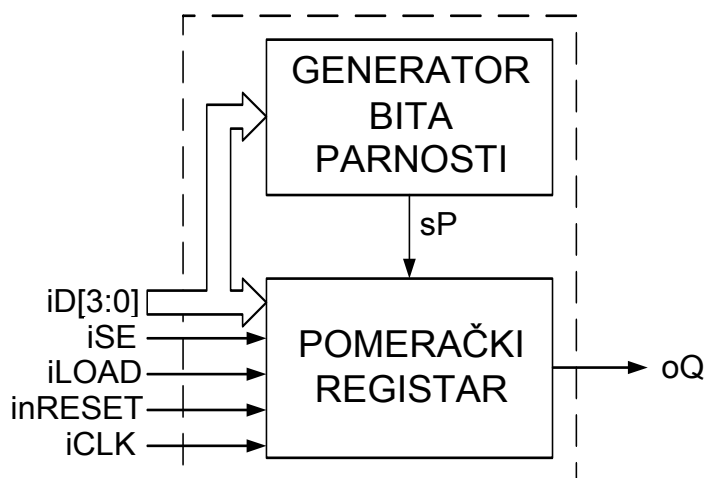 GENERATOR
BITA
PARNOSTI
sP
iD[3:0]
iSE
iLOAD
inRESET
iCLK
POMERAČKI
REGISTAR
oQ